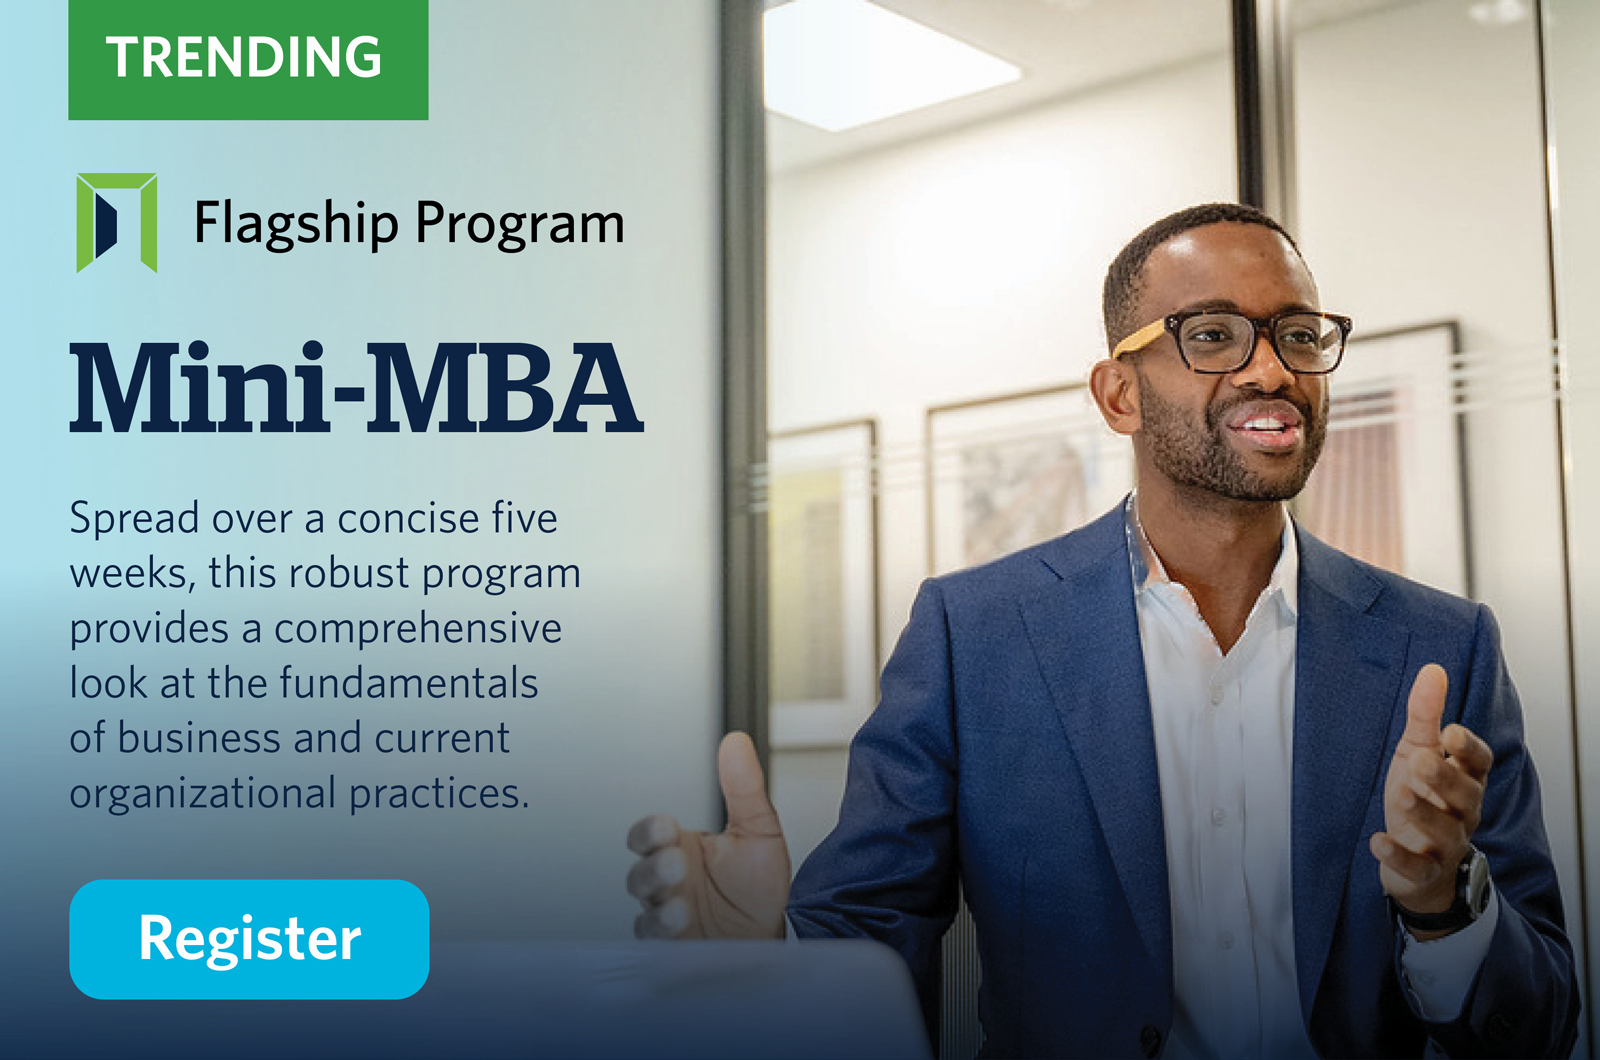 TRENDING
Flagship Program
Mini-MBA
Spread over a concise five
weeks, this robust program
provides a comprehensive
look at the fundamentals
of business and current
organizational practices.
Register